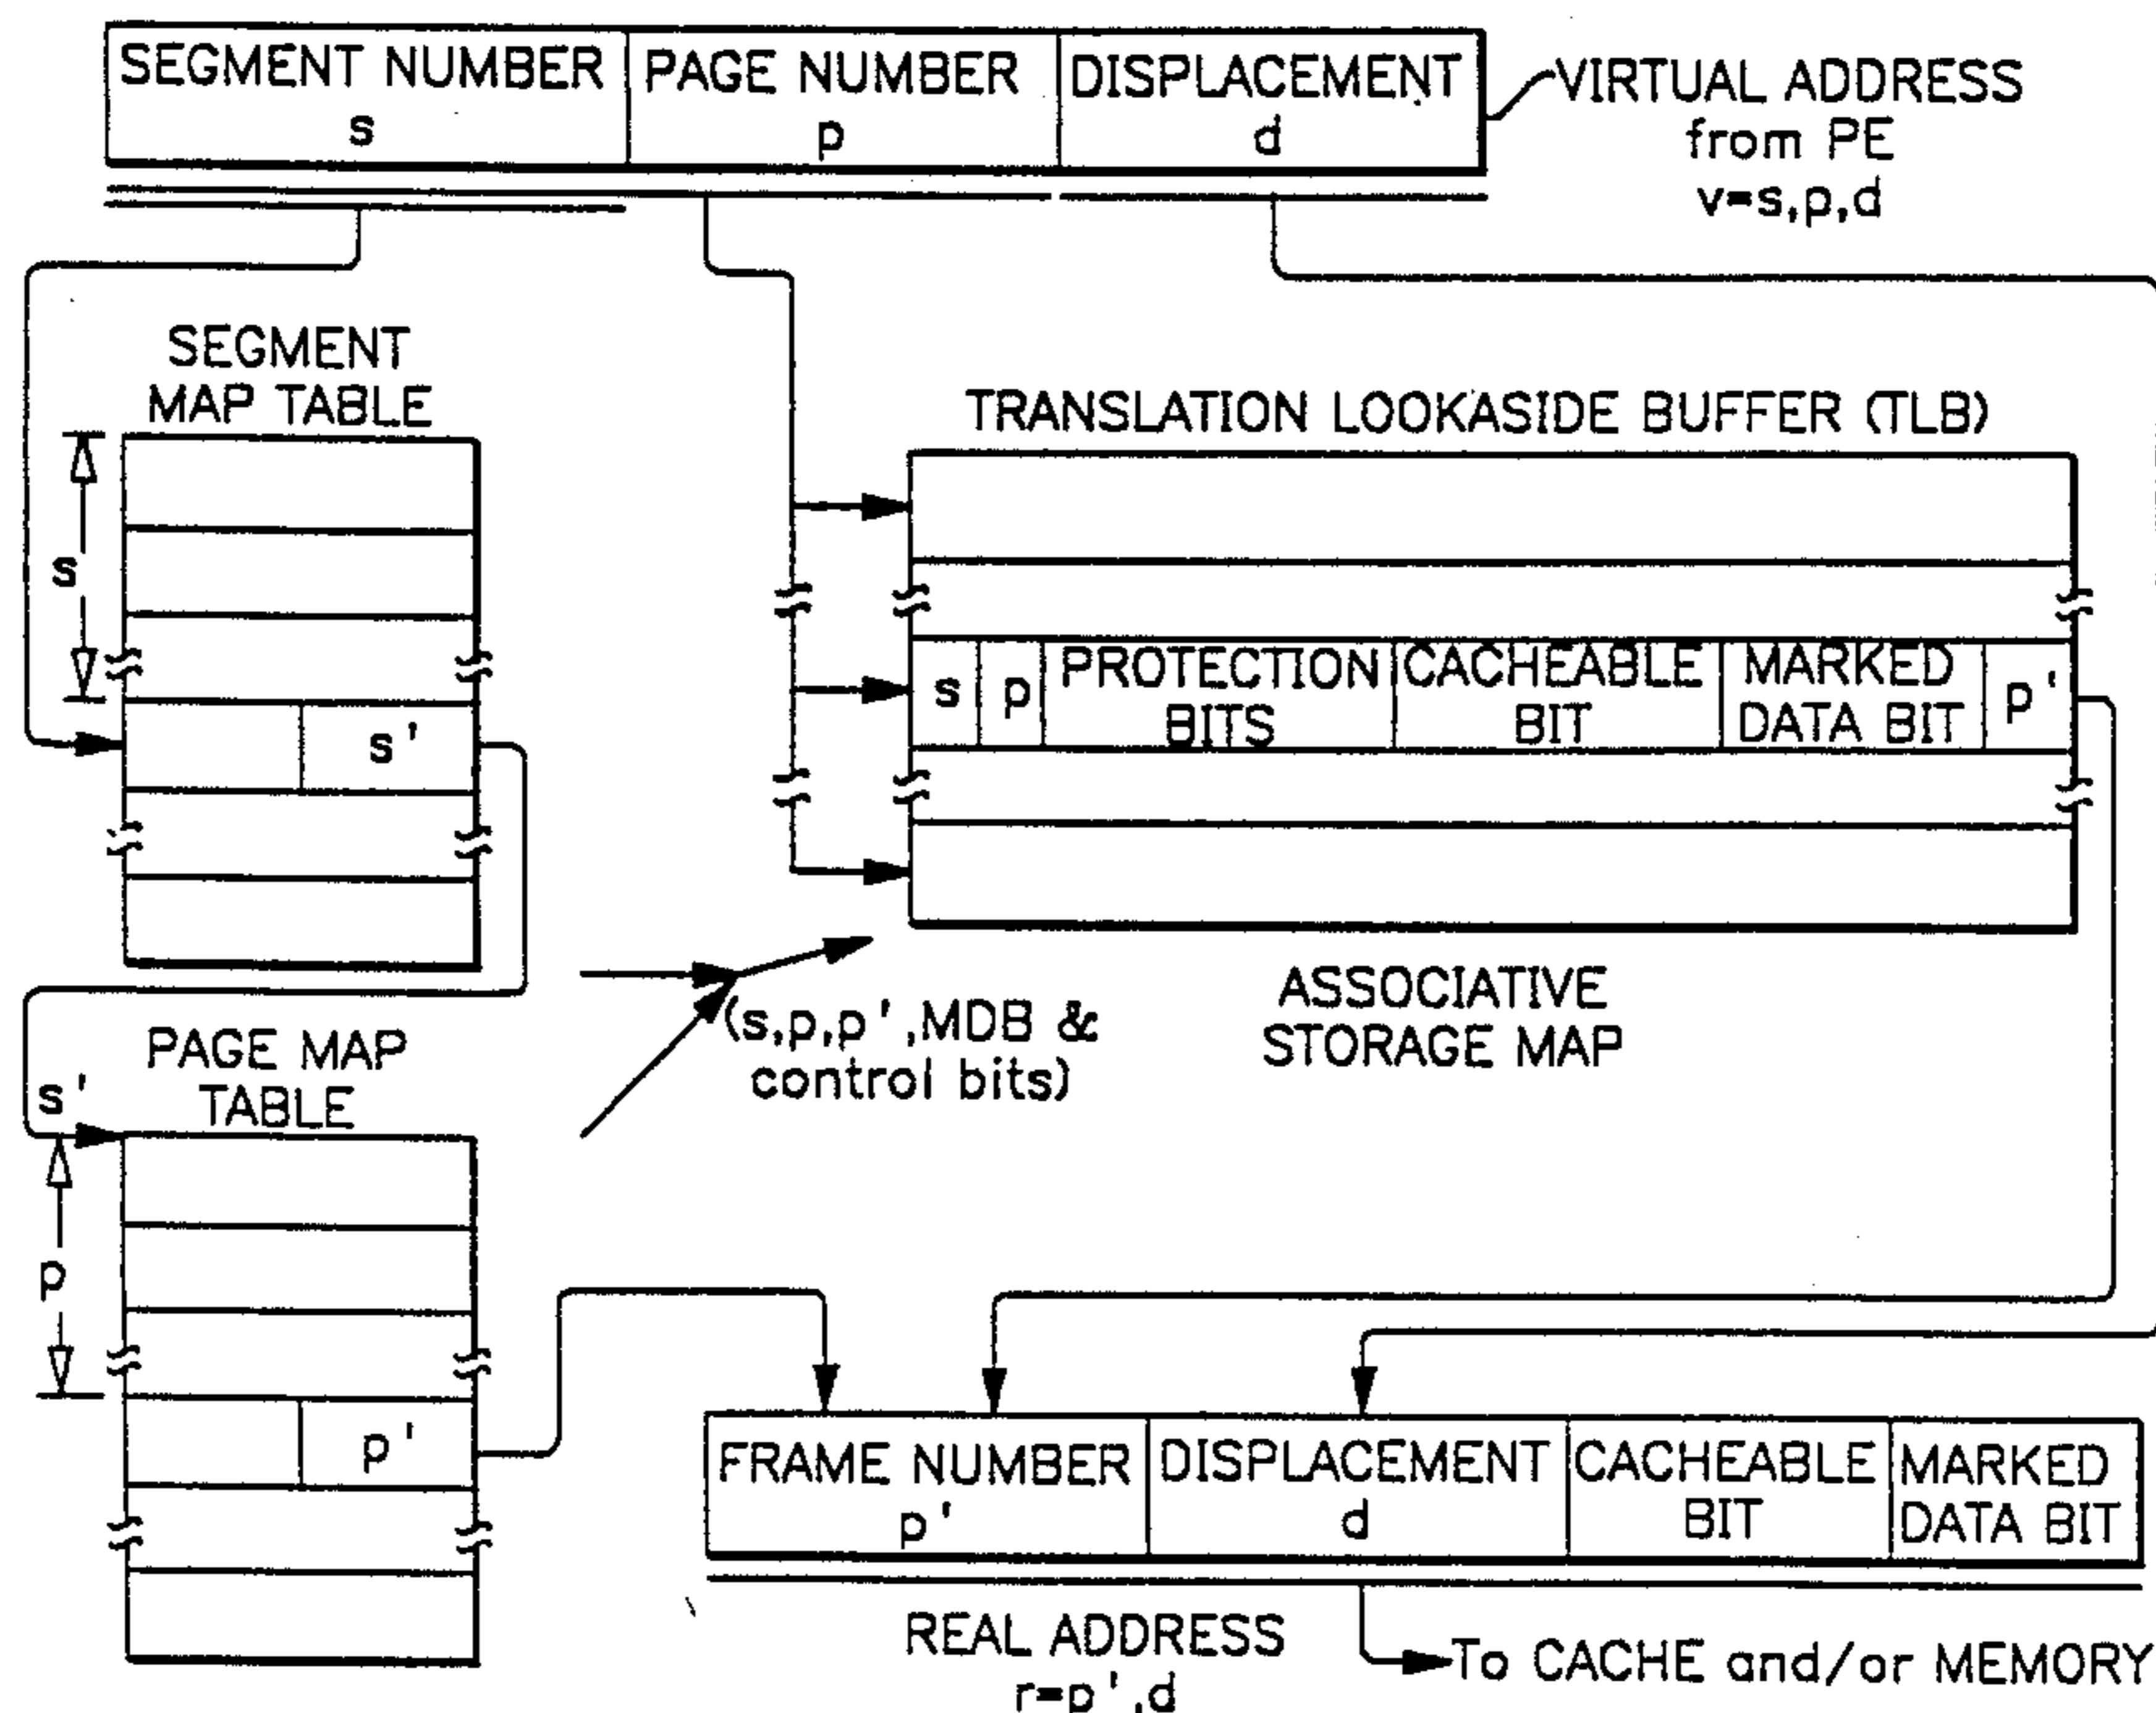 SEGMENT NUMBER PAGE NUMBER DISPLACEMENT
s p d
VIRTUAL ADDRESS
from PE
v=s,p,d
SEGMENT
MAP TABLE
s
s'
TRANSLATION LOOKASIDE BUFFER (TLB)
s p PROTECTION BITS CACHEABLE BIT MARKED DATA BIT p'
ASSOCIATIVE
STORAGE MAP
(s,p,p',MDB &
control bits)
PAGE MAP
TABLE
s'
p
p'
FRAME NUMBER DISPLACEMENT CACHEABLE MARKED
p' d BIT DATA BIT
REAL ADDRESS
r=p',d
To CACHE and/or MEMORY